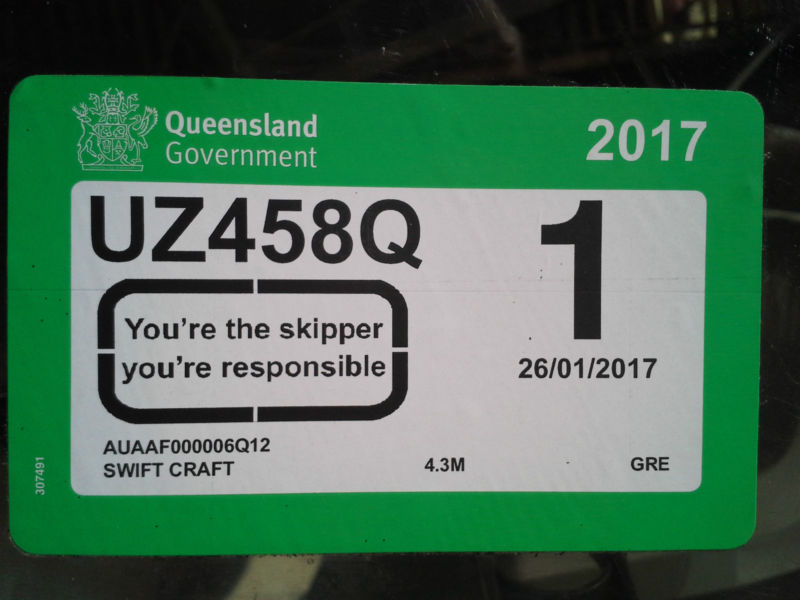 Queensland
Government
2017
UZ458Q
1
You're the skipper
you're responsible
26/01/2017
AUAAF000006Q12
SWIFT CRAFT
4.3M
GRE
307491